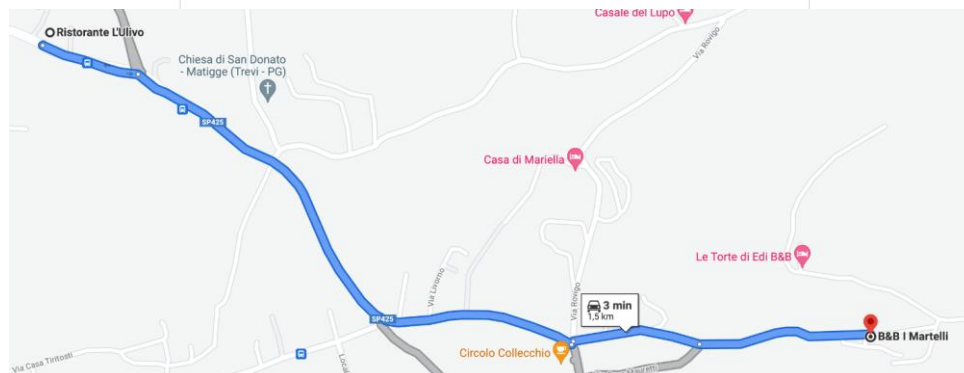 Casale del Lupo
Ristorante L'Ulivo
Via Rovigo
Chiesa di San Donato
- Matigge (Trevi - PG)
SP425
Casa di Mariella
Le Torte di Edi B&B
Via Livorno
Via Rovigo
3 min
1,5 km
SP425
B&B I Martelli
Circolo Collecchio
Via Casa Tiritosti